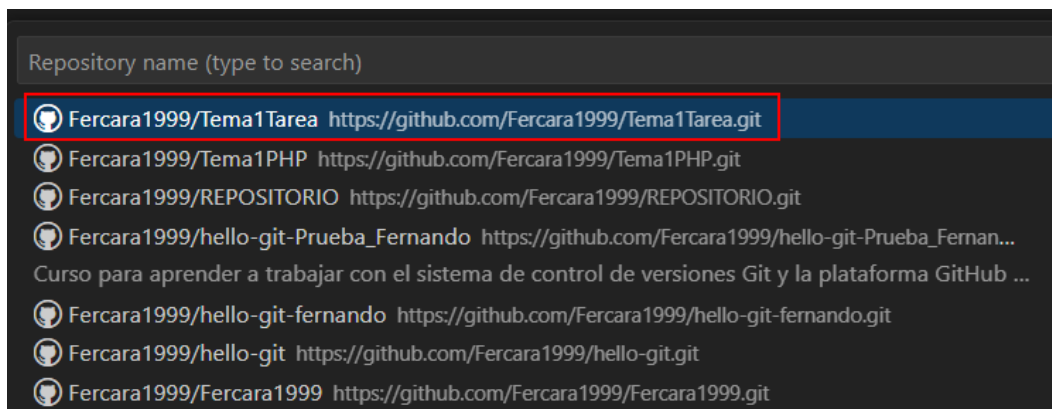 Repository name (type to search)
Fercara1999/Tema1Tarea https://github.com/Fercara1999/Tema1Tarea.git
Fercara1999/Tema1PHP https://github.com/Fercara1999/Tema1PHP.git
Fercara1999/REPOSITORIO https://github.com/Fercara1999/REPOSITORIO.git
Fercara1999/hello-git-Prueba_Fernando https://github.com/Fercara1999/hello-git-Prueba_Fernan...
Curso para aprender a trabajar con el sistema de control de versiones Git y la plataforma GitHub ...
Fercara1999/hello-git-fernando https://github.com/Fercara1999/hello-git-fernando.git
Fercara1999/hello-git https://github.com/Fercara1999/hello-git.git
Fercara1999/Fercara1999 https://github.com/Fercara1999/Fercara1999.git